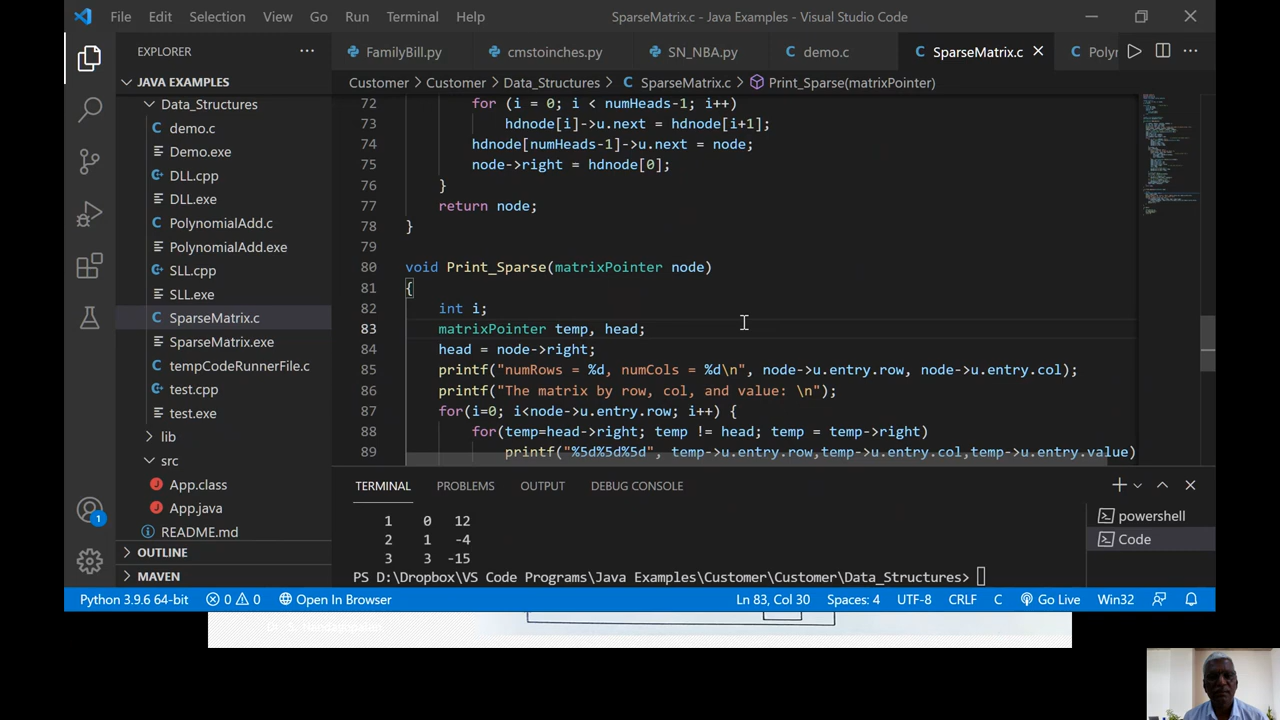 File Edit Selection View Go Run Terminal Help SparseMatrix.c - Java Examples - Visual Studio Code
EXPLORER
JAVA EXAMPLES
Data_Structures
demo.c
Demo.exe
DLL.cpp
DLL.exe
PolynomialAdd.c
PolynomialAdd.exe
SLL.cpp
SLL.exe
SparseMatrix.c
SparseMatrix.exe
tempCodeRunnerFile.c
test.cpp
test.exe
lib
src
App.class
App.java
README.md
OUTLINE
MAVEN
FamilyBill.py cmstoinches.py SN_NBA.py demo.c SparseMatrix.c Polyr
Customer > Customer > Data_Structures > SparseMatrix.c > Print_Sparse(matrixPointer)
72 for (i = 0; i < numHeads-1; i++)
73 hdnode[i]->u.next = hdnode[i+1];
74 hdnode[numHeads-1]->u.next = node;
75 node->right = hdnode[0];
76 }
77 return node;
78 }
79
80 void Print_Sparse(matrixPointer node)
81 {
82 int i;
83 matrixPointer temp, head;
84 head = node->right;
85 printf("numRows = %d, numCols = %d\n", node->u.entry.row, node->u.entry.col);
86 printf("The matrix by row, col, and value: \n");
87 for(i=0; i<node->u.entry.row; i++) {
88 for(temp=head->right; temp != head; temp = temp->right)
89 printf("%5d%5d%5d", temp->u.entry.row,temp->u.entry.col,temp->u.entry.value)
TERMINAL PROBLEMS OUTPUT DEBUG CONSOLE
1 0 12
2 1 -4
3 3 -15
PS D:\Dropbox\VS Code Programs\Java Examples\Customer\Customer\Data_Structures>
powershell
Code
1
Python 3.9.6 64-bit 0 0 Open In Browser Ln 83, Col 30 Spaces: 4 UTF-8 CRLF C Go Live Win32